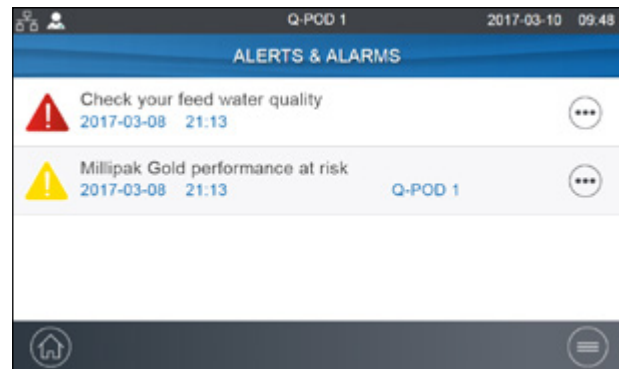 Q-POD 1 2017-03-10 09:48
ALERTS & ALARMS
Check your feed water quality
2017-03-08 21:13
Millipak Gold performance at risk
2017-03-08 21:13 Q-POD 1